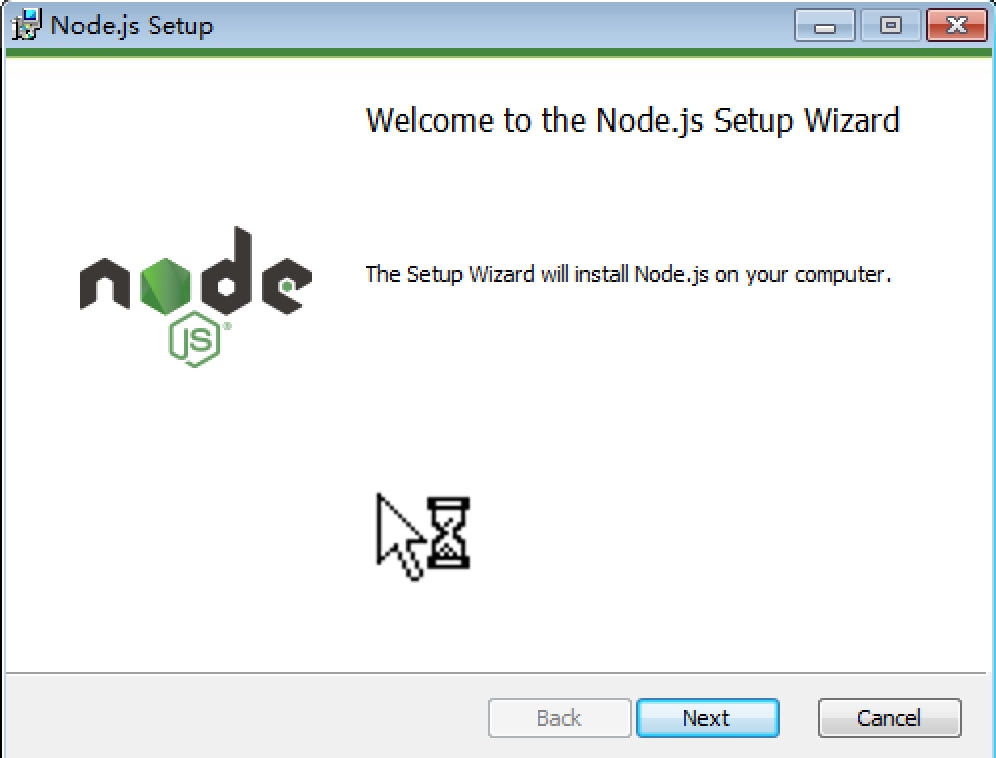 Node.js Setup
Welcome to the Node.js Setup Wizard
The Setup Wizard will install Node.js on your computer.
node
JS®
Back
Next
Cancel